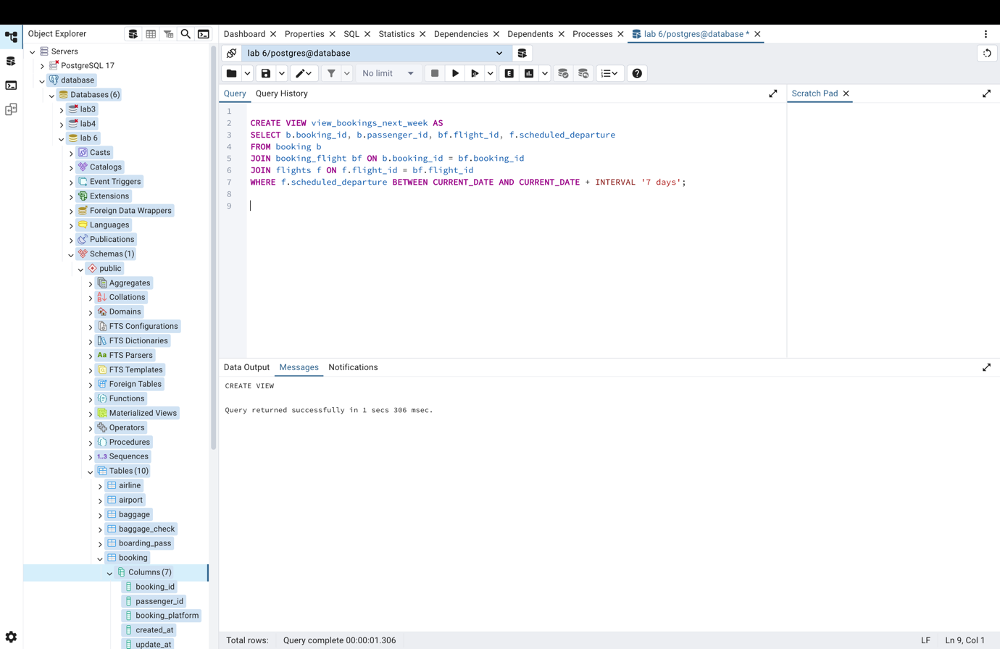 Object Explorer
Dashboard
Properties
SQL
Statistics
Dependencies
Dependents
Processes
lab 6/postgres@database *
Servers
PostgreSQL 17
database
Databases (6)
lab3
lab4
lab 6
Casts
Catalogs
Event Triggers
Extensions
Foreign Data Wrappers
Languages
Publications
Schemas (1)
public
Aggregates
Collations
Domains
FTS Configurations
FTS Dictionaries
Aa FTS Parsers
FTS Templates
Foreign Tables
Functions
Materialized Views
Operators
Procedures
1..3 Sequences
Tables (10)
airline
airport
baggage
baggage_check
boarding_pass
booking
Columns (7)
booking_id
passenger_id
booking_platform
created_at
update_at
lab 6/postgres@database
No limit
E
Query
Query History
Scratch Pad
1
2 CREATE VIEW view_bookings_next_week AS
3 SELECT b.booking_id, b.passenger_id, bf.flight_id, f.scheduled_departure
4 FROM booking b
5 JOIN booking_flight bf ON b.booking_id = bf.booking_id
6 JOIN flights f ON f.flight_id = bf.flight_id
7 WHERE f.scheduled_departure BETWEEN CURRENT_DATE AND CURRENT_DATE + INTERVAL '7 days';
8
9
Data Output
Messages
Notifications
CREATE VIEW
Query returned successfully in 1 secs 306 msec.
Total rows:
Query complete 00:00:01.306
LF
Ln 9, Col 1